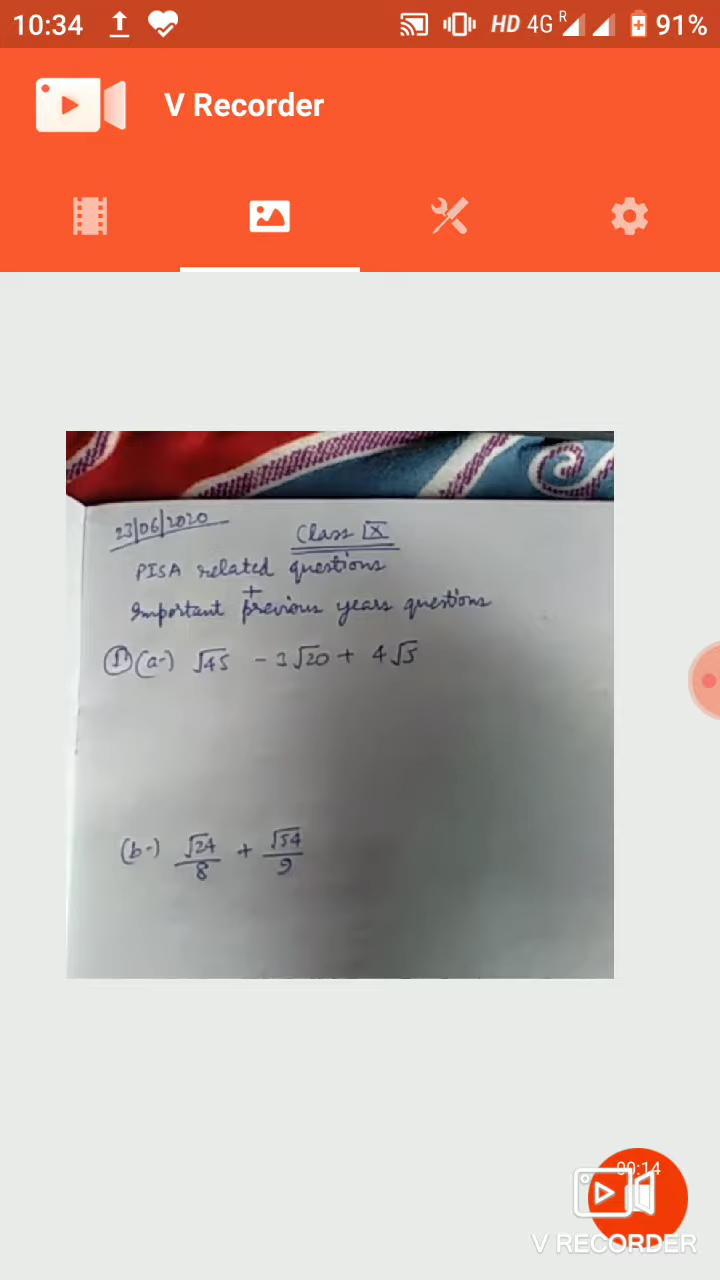 10:34
HD 4G R 91%
V Recorder
23/06/2020
Class IX
PISA related questions
+
Important previous years questions
1 (a-) √45 - 3√20 + 4√5
(b-) √24/8 + √54/9
00:14
V RECORDER